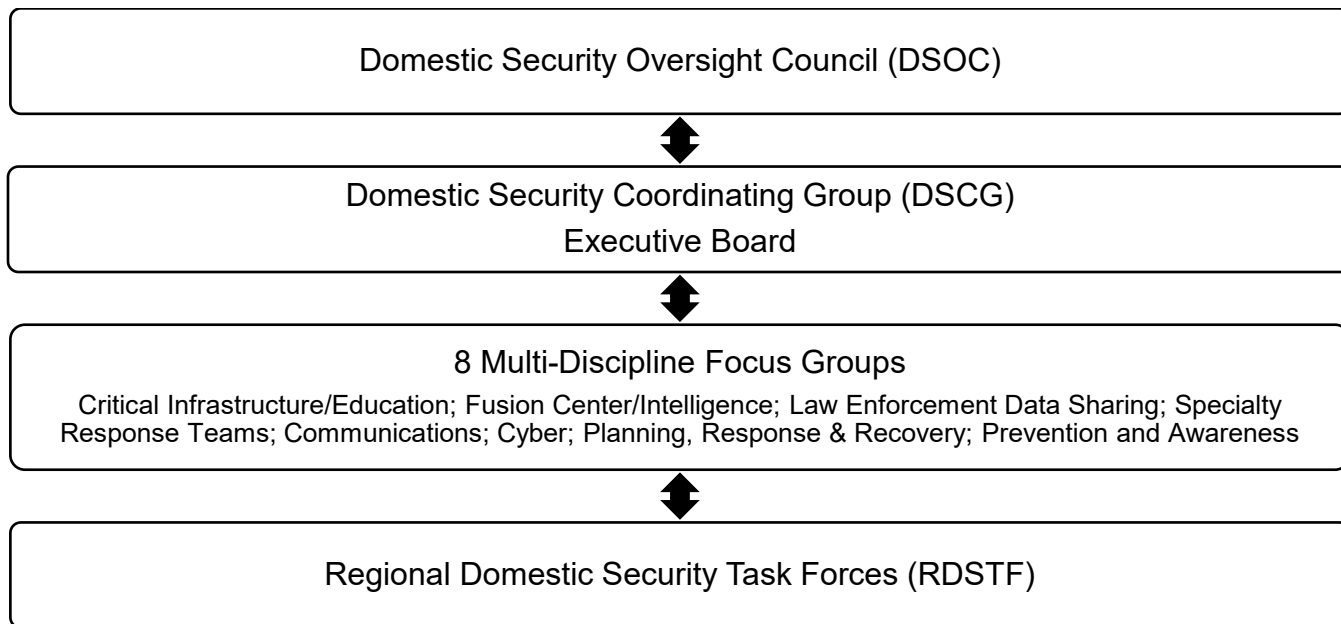 Domestic Security Oversight Council (DSOC)
Domestic Security Coordinating Group (DSCG)
Executive Board
8 Multi-Discipline Focus Groups
Critical Infrastructure/Education; Fusion Center/Intelligence; Law Enforcement Data Sharing; Specialty
Response Teams; Communications; Cyber; Planning, Response & Recovery; Prevention and Awareness
Regional Domestic Security Task Forces (RDSTF)